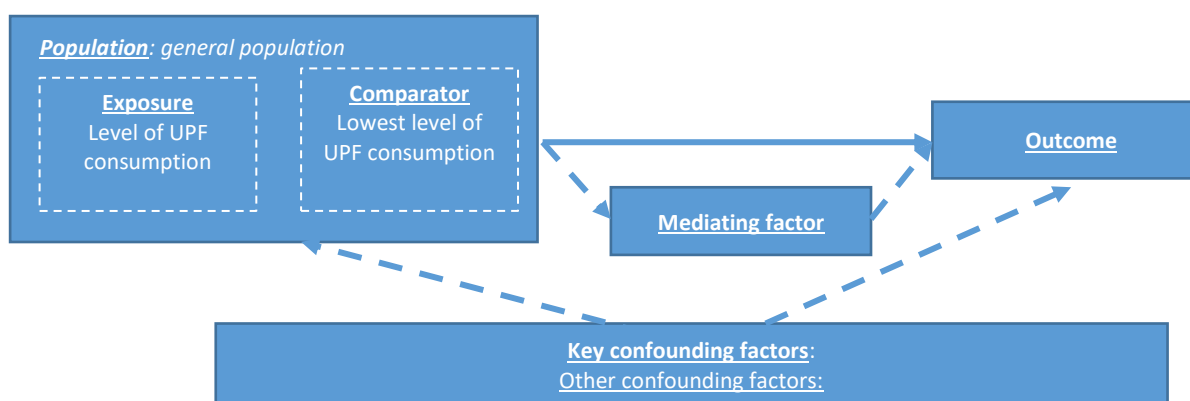 Population: general population
Exposure
Level of UPF
consumption
Comparator
Lowest level of
UPF consumption
Outcome
Mediating factor
Key confounding factors:
Other confounding factors: